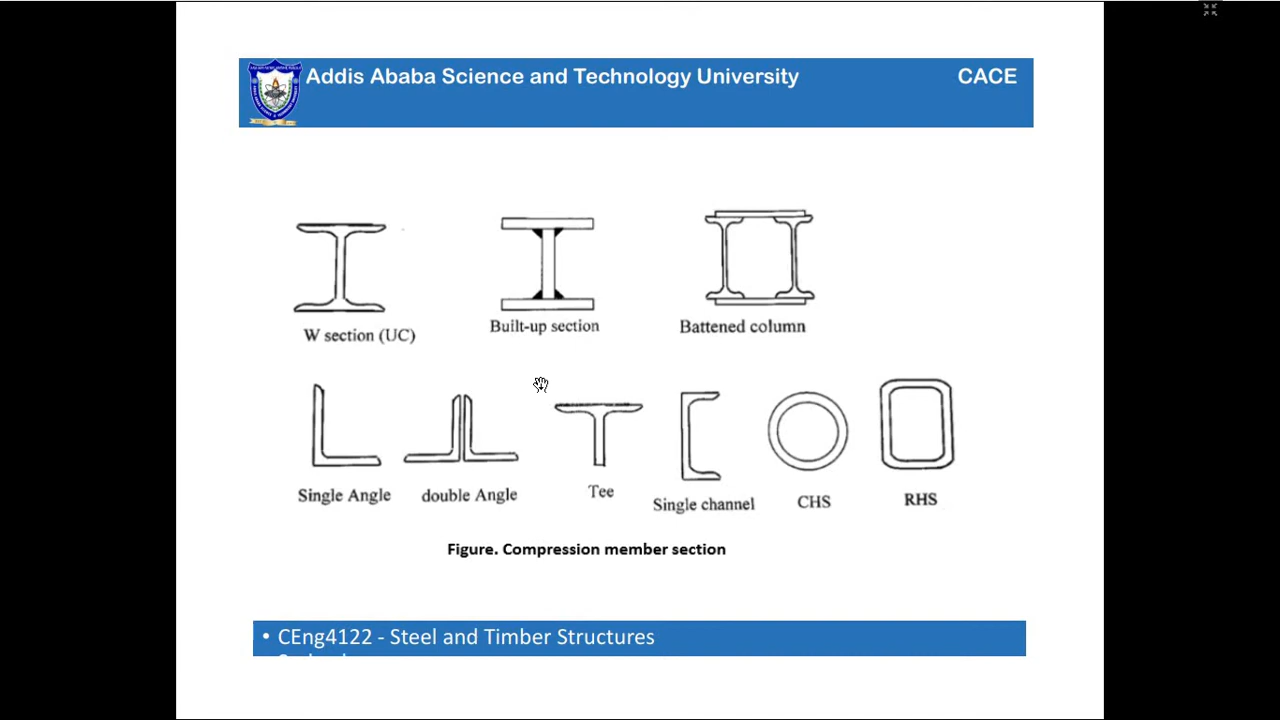 Addis Ababa Science and Technology University CACE
W section (UC)
Built-up section
Battened column
Single Angle
double Angle
Tee
Single channel
CHS
RHS
Figure. Compression member section
• CEng4122 - Steel and Timber Structures